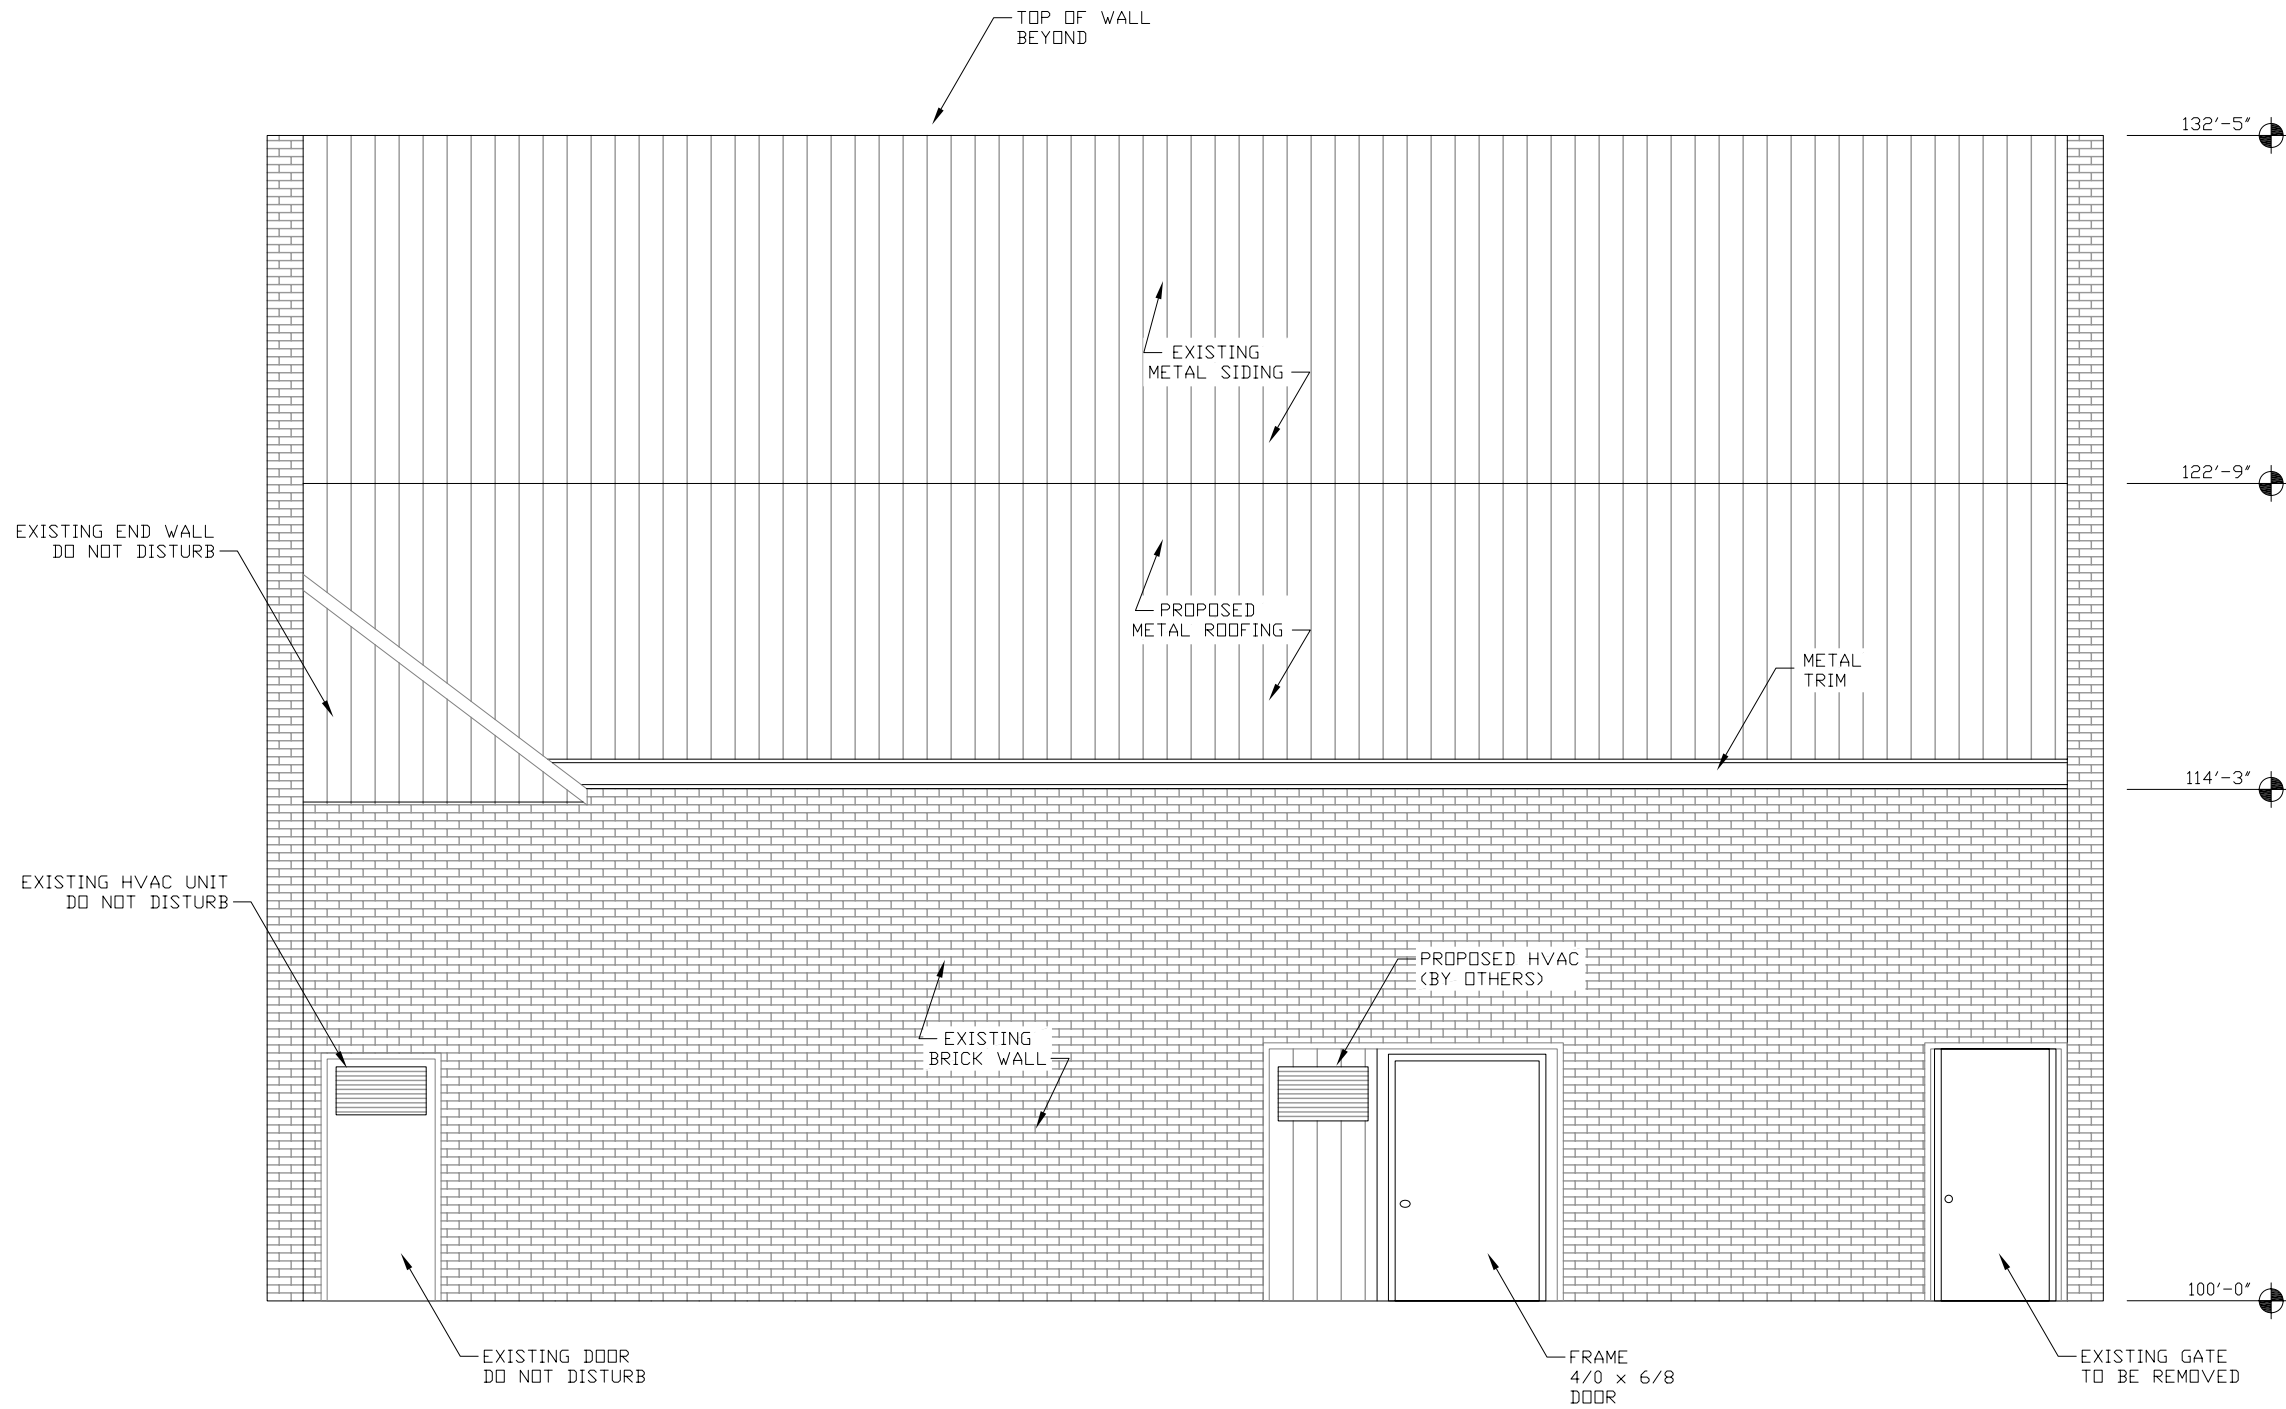 TOP OF WALL
BEYOND
132'-5"
EXISTING
METAL SIDING
122'-9"
EXISTING END WALL
DO NOT DISTURB
PROPOSED
METAL ROOFING
METAL
TRIM
114'-3"
EXISTING HVAC UNIT
DO NOT DISTURB
PROPOSED HVAC
(BY OTHERS)
EXISTING
BRICK WALL
100'-0"
EXISTING DOOR
DO NOT DISTURB
FRAME
4/0 x 6/8
DOOR
EXISTING GATE
TO BE REMOVED